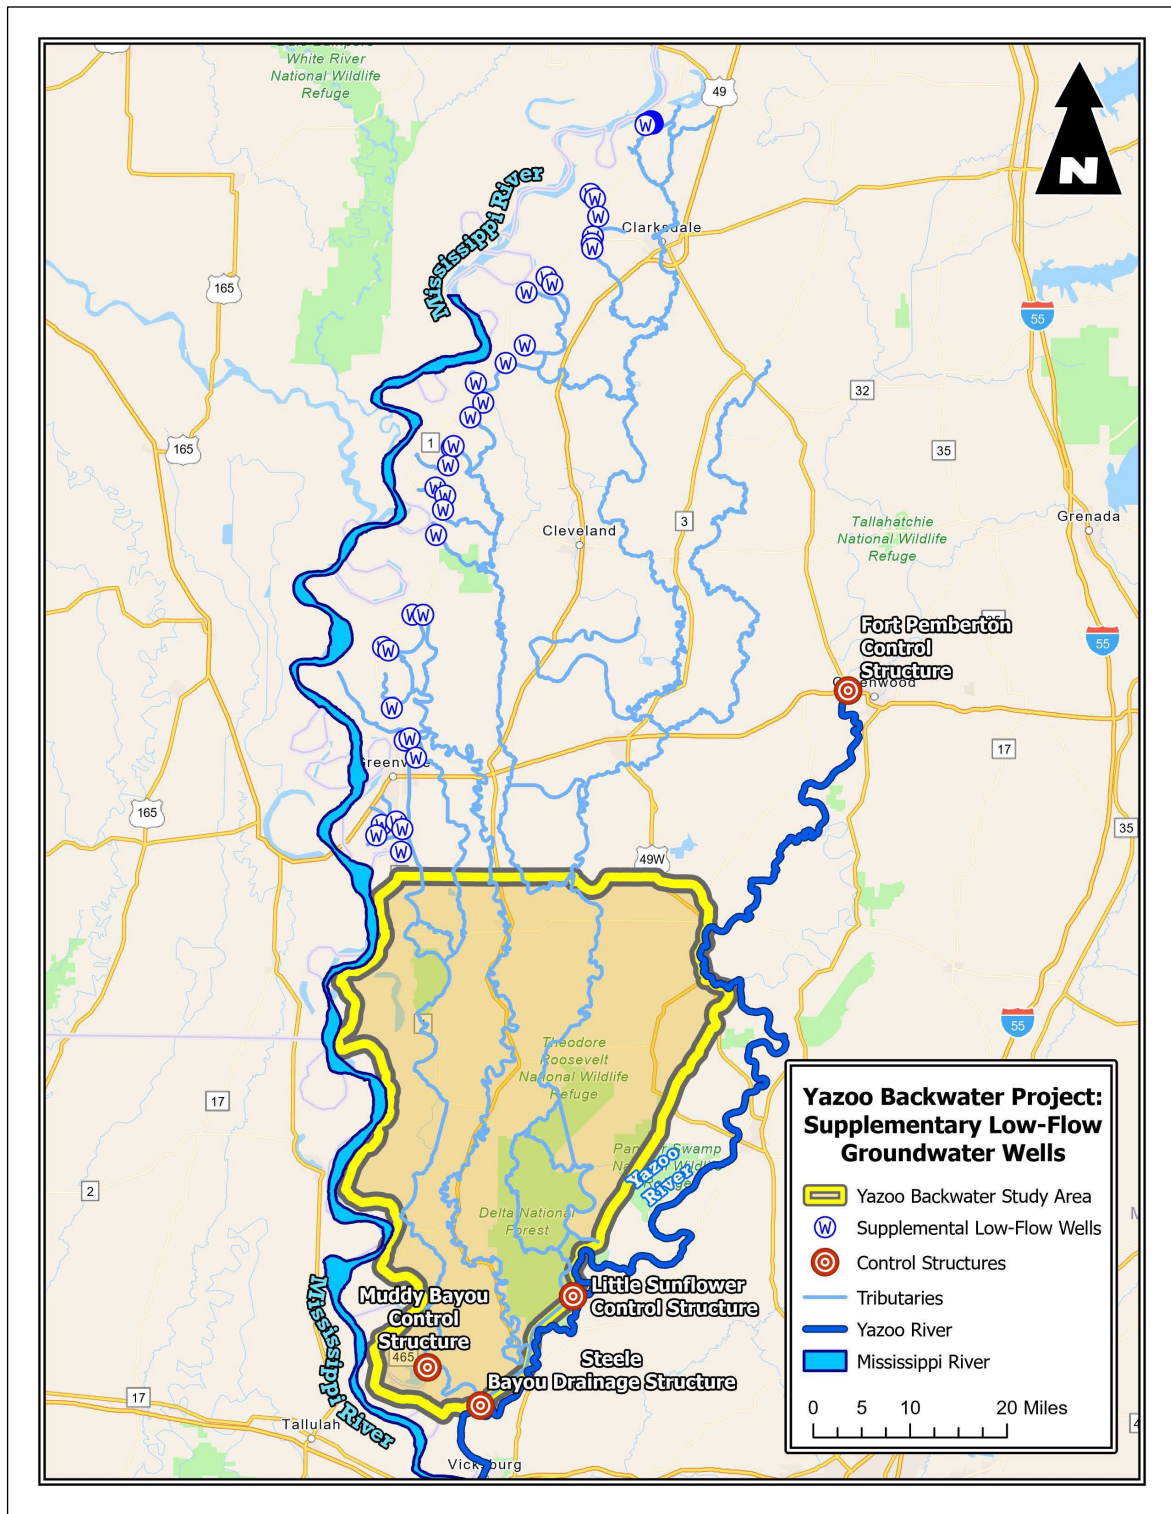 White River
National Wildlife
Refuge
49
N
W
Mississippi River
Clarksdale
165
55
32
1
35
165
Cleveland
3
Tallahatchie
National Wildlife
Refuge
Grenada
Fort Pemberton
Control
Structure
55
17
165
35
49W
Theodore
Roosevelt
National Wildlife
Refuge
55
17
2
Yazoo
River
Delta National
Forest
Little Sunflower
Control Structure
Muddy Bayou
Control
Structure
465
Steele
Bayou Drainage Structure
Mississippi River
17
Tallulah
Vicksburg
Yazoo Backwater Project:
Supplementary Low-Flow
Groundwater Wells
Yazoo Backwater Study Area
W Supplemental Low-Flow Wells
Control Structures
Tributaries
Yazoo River
Mississippi River
0 5 10 20 Miles